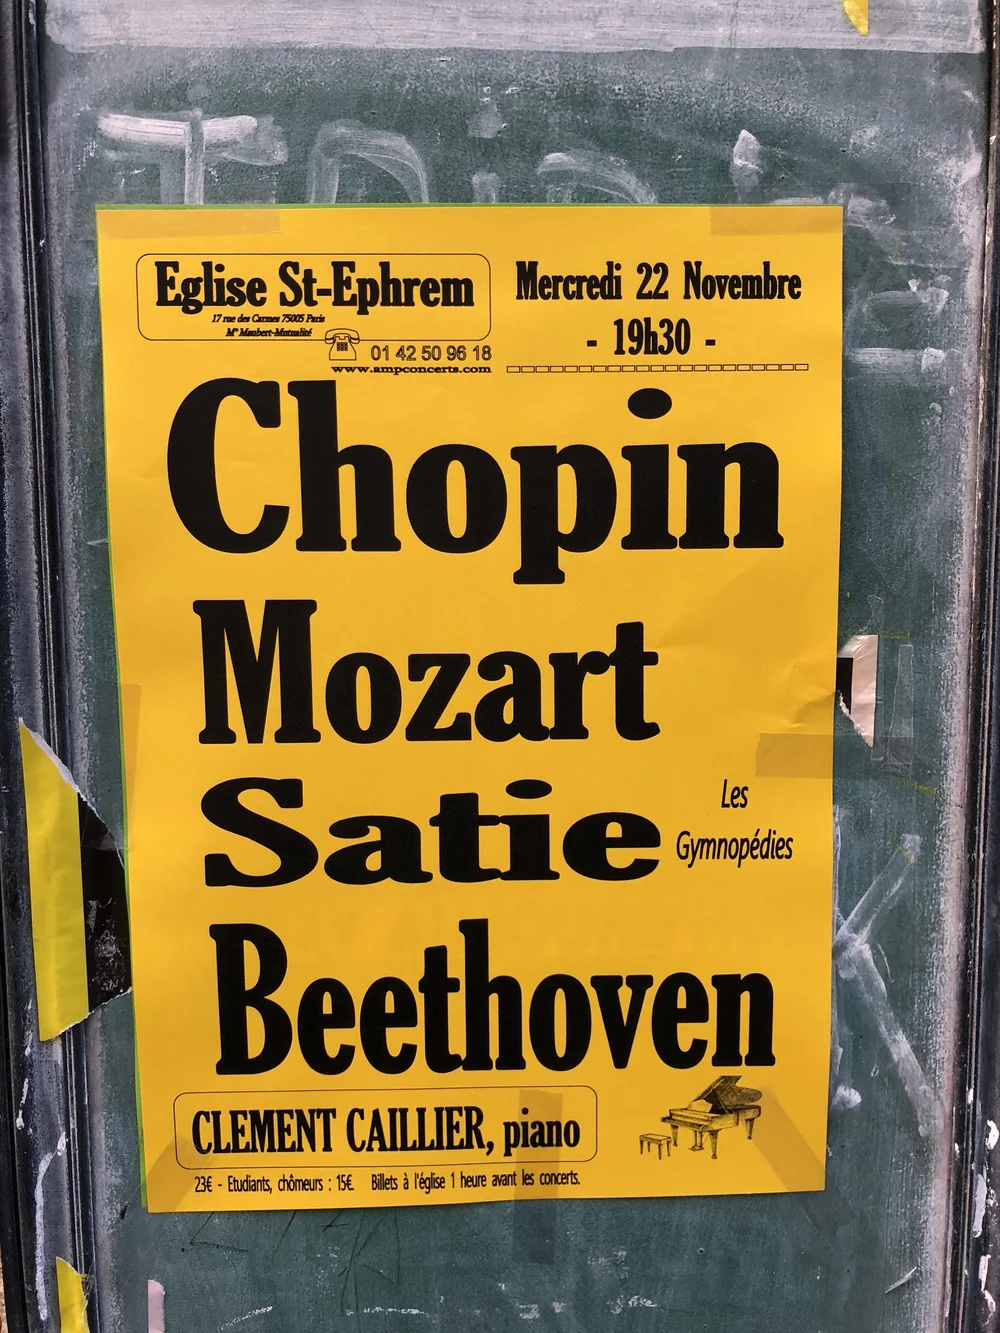 Eglise St-Ephrem
17 rue des Carmes 75005 Paris
M° Maubert-Mutualité
01 42 50 96 18
www.ampconcerts.com
Mercredi 22 Novembre
- 19h30 -
Chopin
Mozart
Satie
Les
Gymnopédies
Beethoven
CLEMENT CAILLIER, piano
23€ - Etudiants, chômeurs : 15€. Billets à l'église 1 heure avant les concerts.